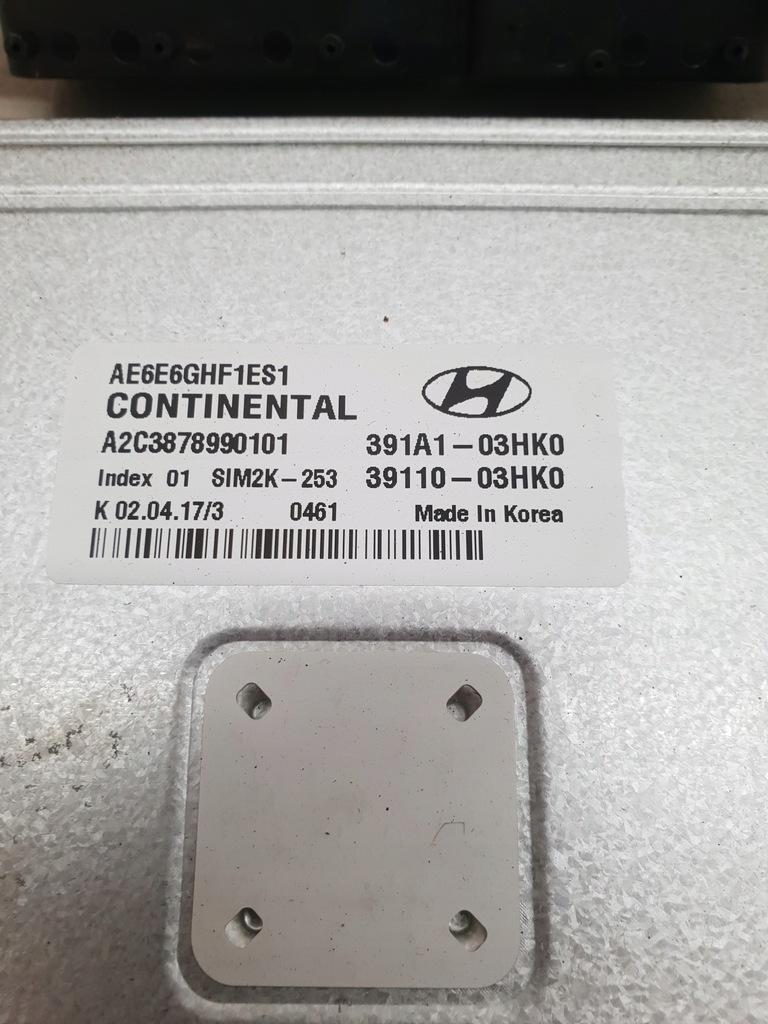 AE6E6GHF1ES1
CONTINENTAL
A2C3878990101 391A1-03HK0
Index 01 SIM2K-253 39110-03HK0
K 02.04.17/3 0461 Made In Korea